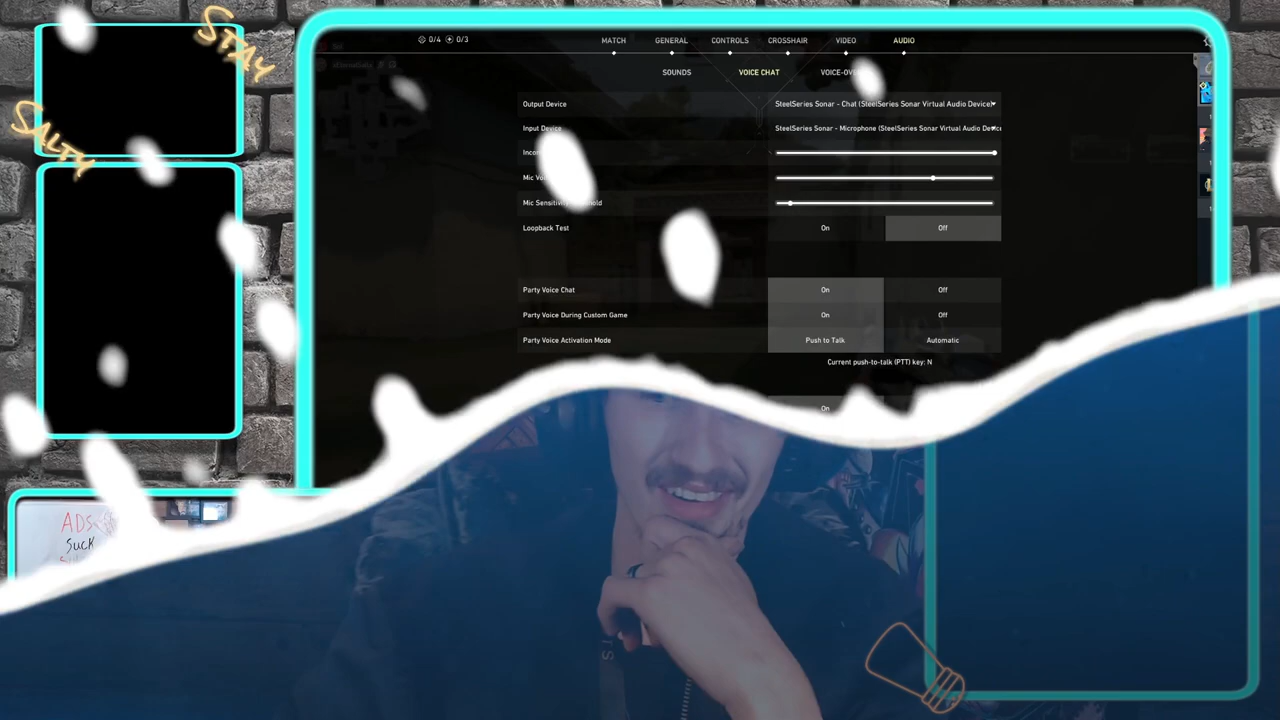 STAY
SALTY
0/4 0/3
MATCH GENERAL CONTROLS CROSSHAIR VIDEO AUDIO
SOUNDS VOICE CHAT
Output Device SteelSeries Sonar - Chat (SteelSeries Sonar Virtual Audio Device)
Input Device SteelSeries Sonar - Microphone (SteelSeries Sonar Virtual Audio
Mic
Mic
Loopback Test On Off
Party Voice Chat On Off
Party Voice During Custom Game On Off
Party Voice Activation Mode Push to Talk Automatic
Current push-to-talk (PTT) key: N
On
ADS
SUCK